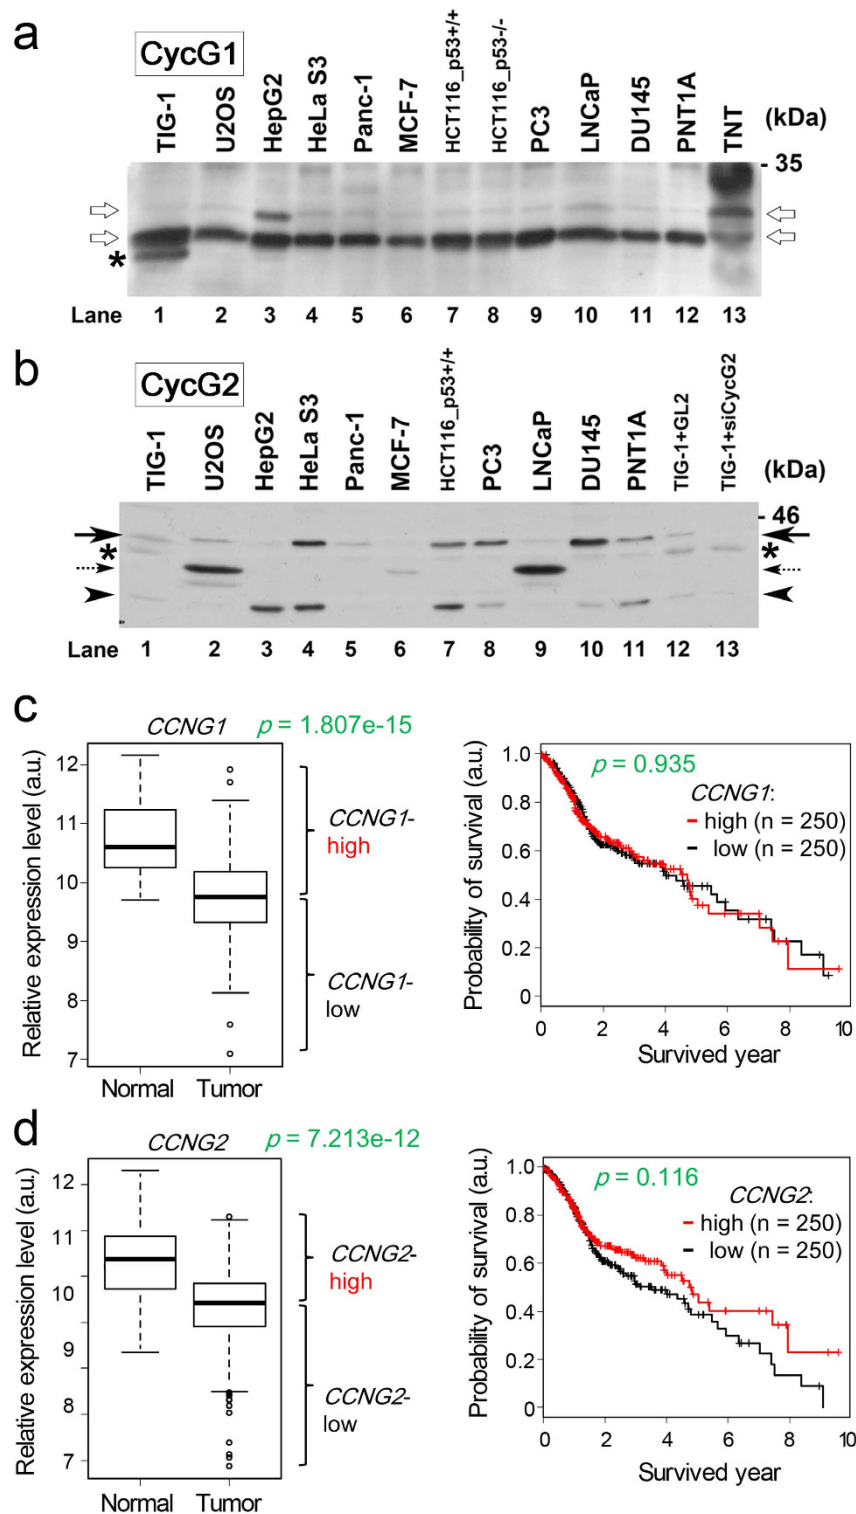 a
CycG1
TIG-1
U2OS
HepG2
HeLa S3
Panc-1
MCF-7
HCT116_p53+/+
HCT116_p53-/-
PC3
LNCaP
DU145
PNT1A
TNT
(kDa)
- 35
*
Lane 1 2 3 4 5 6 7 8 9 10 11 12 13
b
CycG2
TIG-1
U2OS
HepG2
HeLa S3
Panc-1
MCF-7
HCT116_p53+/+
PC3
LNCaP
DU145
PNT1A
TIG-1+GL2
TIG-1+siCycG2
(kDa)
- 46
* *
Lane 1 2 3 4 5 6 7 8 9 10 11 12 13
c
CCNG1 p = 1.807e-15
Relative expression level (a.u.)
12
11
10
9
8
7
Normal Tumor
CCNG1-
high
CCNG1-
low
p = 0.935
CCNG1:
high (n = 250)
low (n = 250)
Probability of survival (a.u.)
1.0
0.8
0.6
0.4
0.2
0
0 2 4 6 8 10
Survived year
d
CCNG2 p = 7.213e-12
Relative expression level (a.u.)
12
11
10
9
8
7
Normal Tumor
CCNG2-
high
CCNG2-
low
p = 0.116
CCNG2:
high (n = 250)
low (n = 250)
Probability of survival (a.u.)
1.0
0.8
0.6
0.4
0.2
0
0 2 4 6 8 10
Survived year